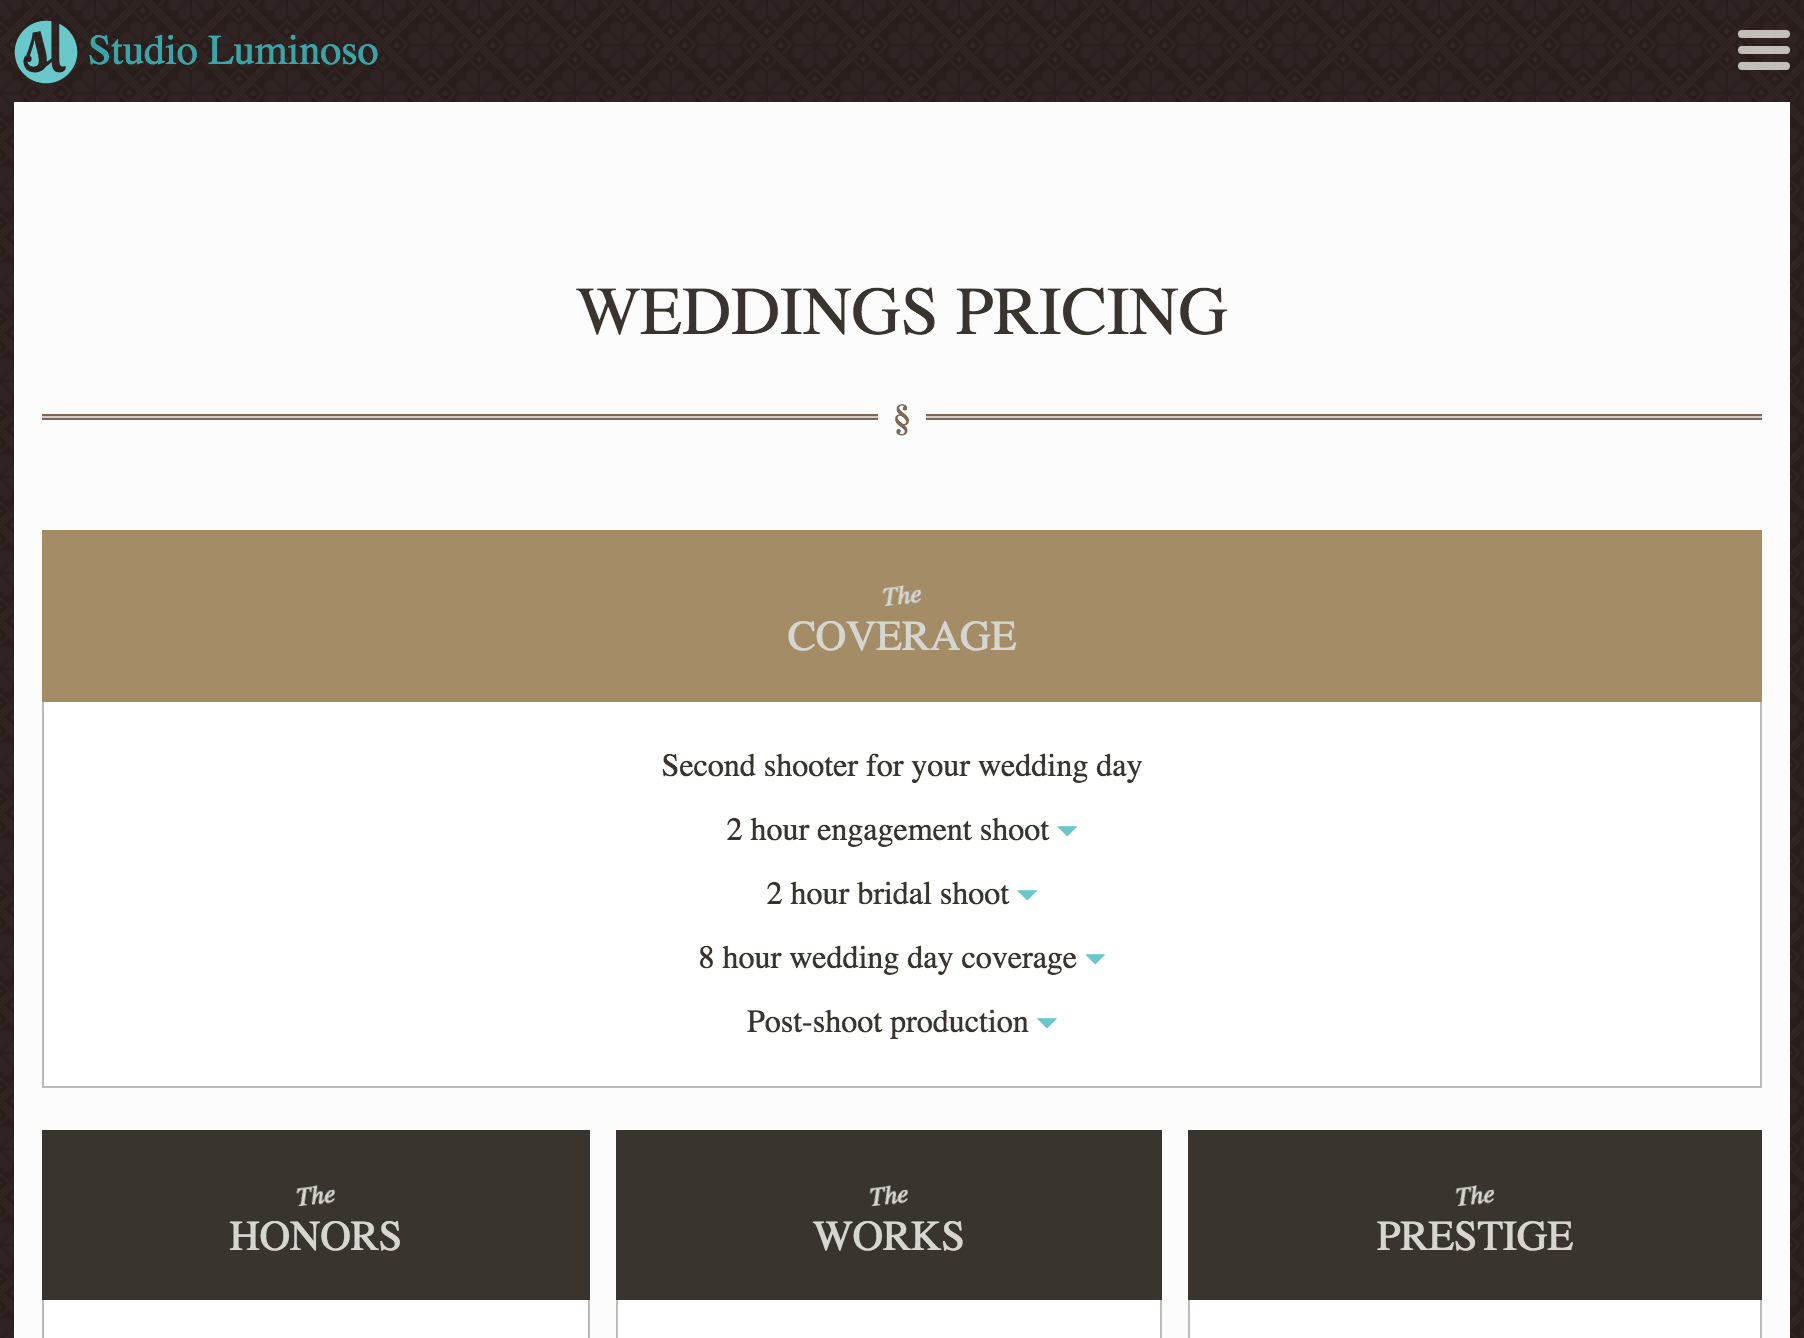 sl Studio Luminoso
WEDDINGS PRICING
§
The
COVERAGE
Second shooter for your wedding day
2 hour engagement shoot
2 hour bridal shoot
8 hour wedding day coverage
Post-shoot production
The
HONORS
The
WORKS
The
PRESTIGE